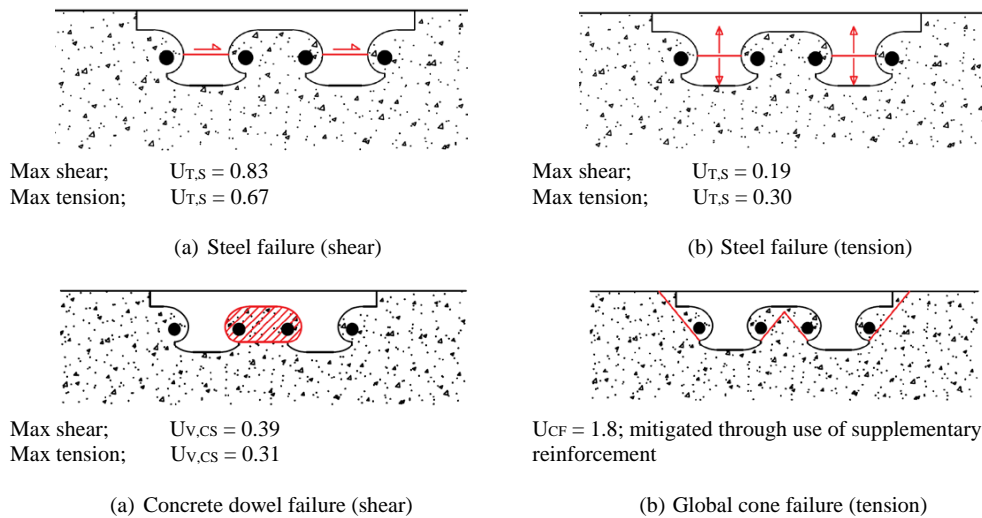 Max shear; UT,S = 0.83
Max tension; UT,S = 0.67
(a) Steel failure (shear)
Max shear; UT,S = 0.19
Max tension; UT,S = 0.30
(b) Steel failure (tension)
Max shear; UV,CS = 0.39
Max tension; UV,CS = 0.31
(a) Concrete dowel failure (shear)
UCF = 1.8; mitigated through use of supplementary
reinforcement
(b) Global cone failure (tension)